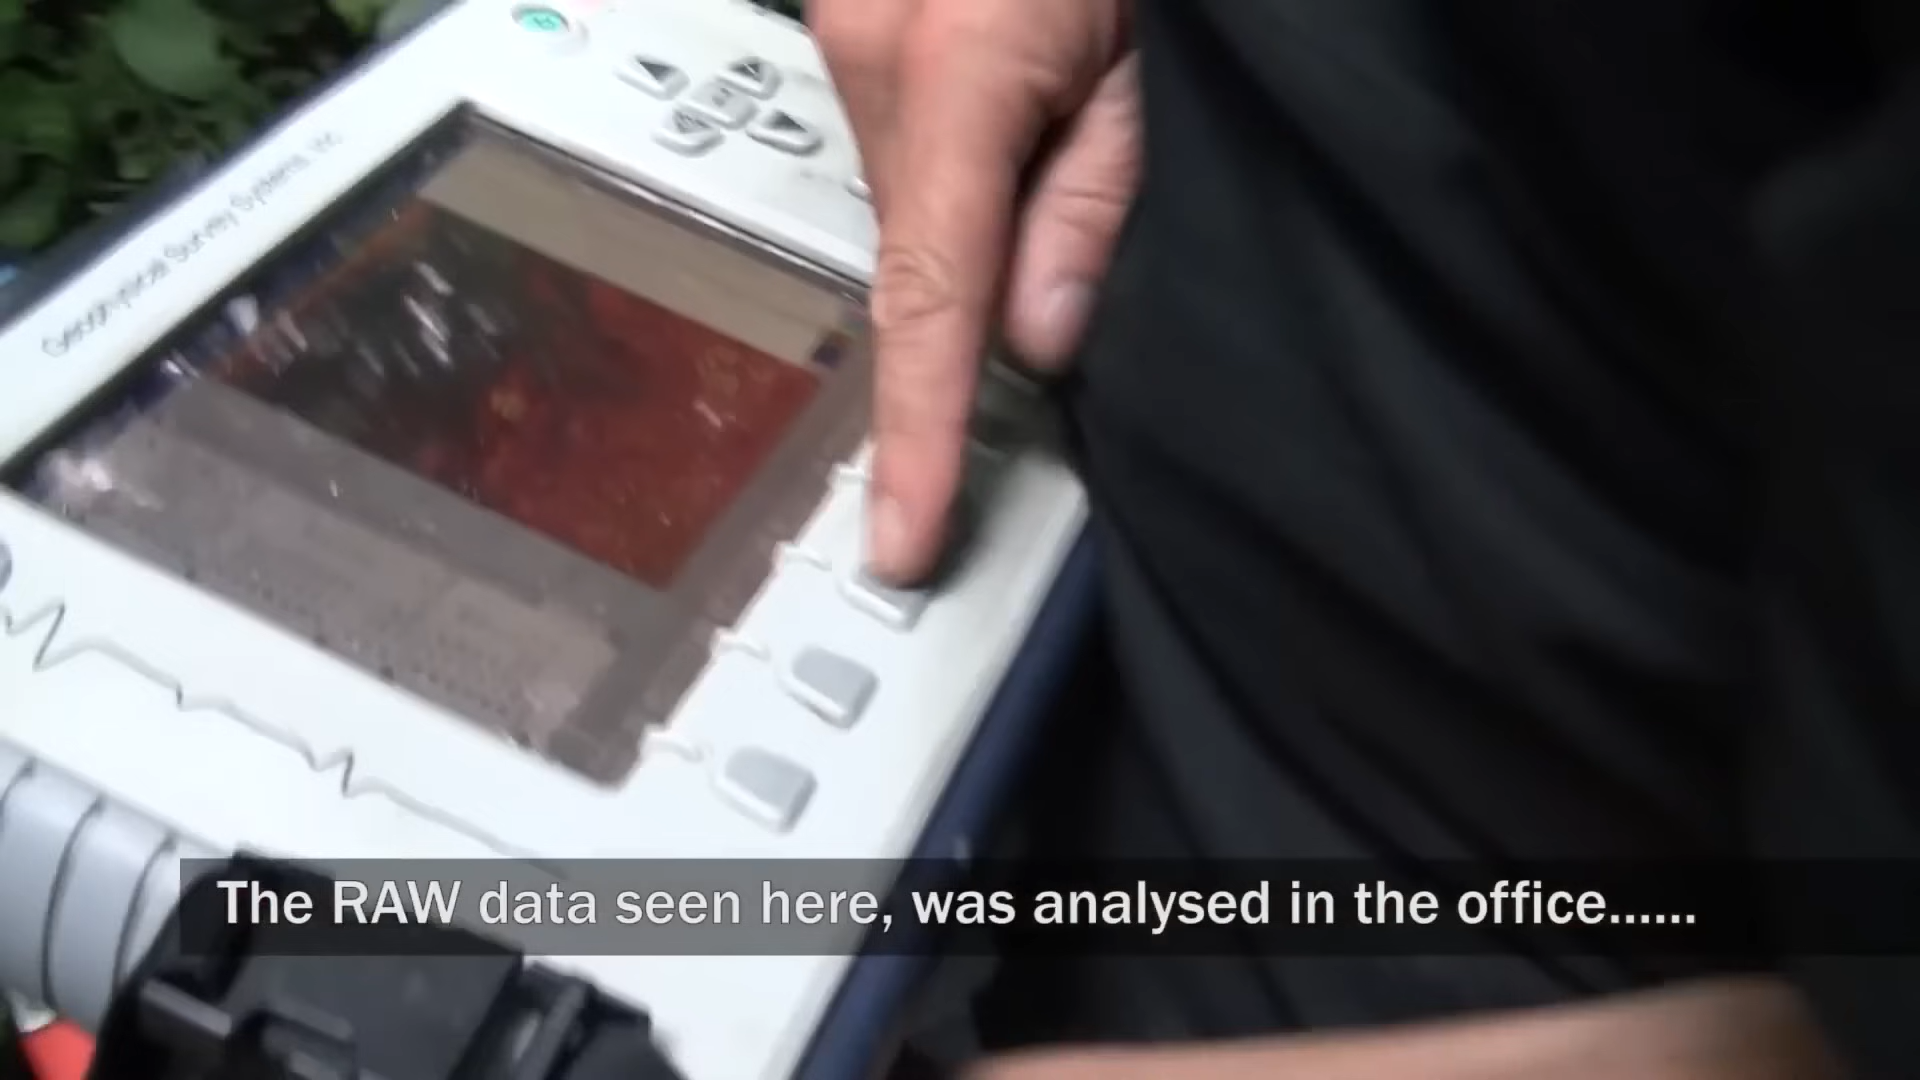 Geophysical Survey Systems, Inc.
The RAW data seen here, was analysed in the office......